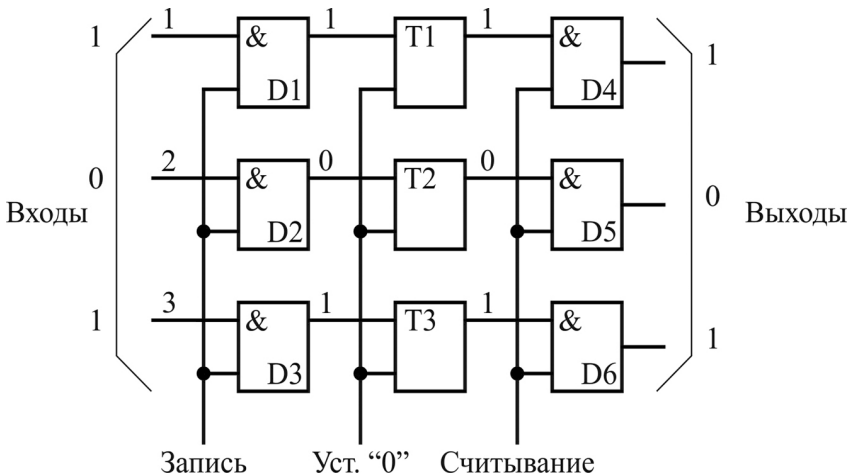 1 1 & 1 T1 1 & 1
D1 D4
0 2 & 0 T2 0 & 0
Входы D2 D5 Выходы
1 3 & 1 T3 1 & 1
D3 D6
Запись Уст. “0” Считывание